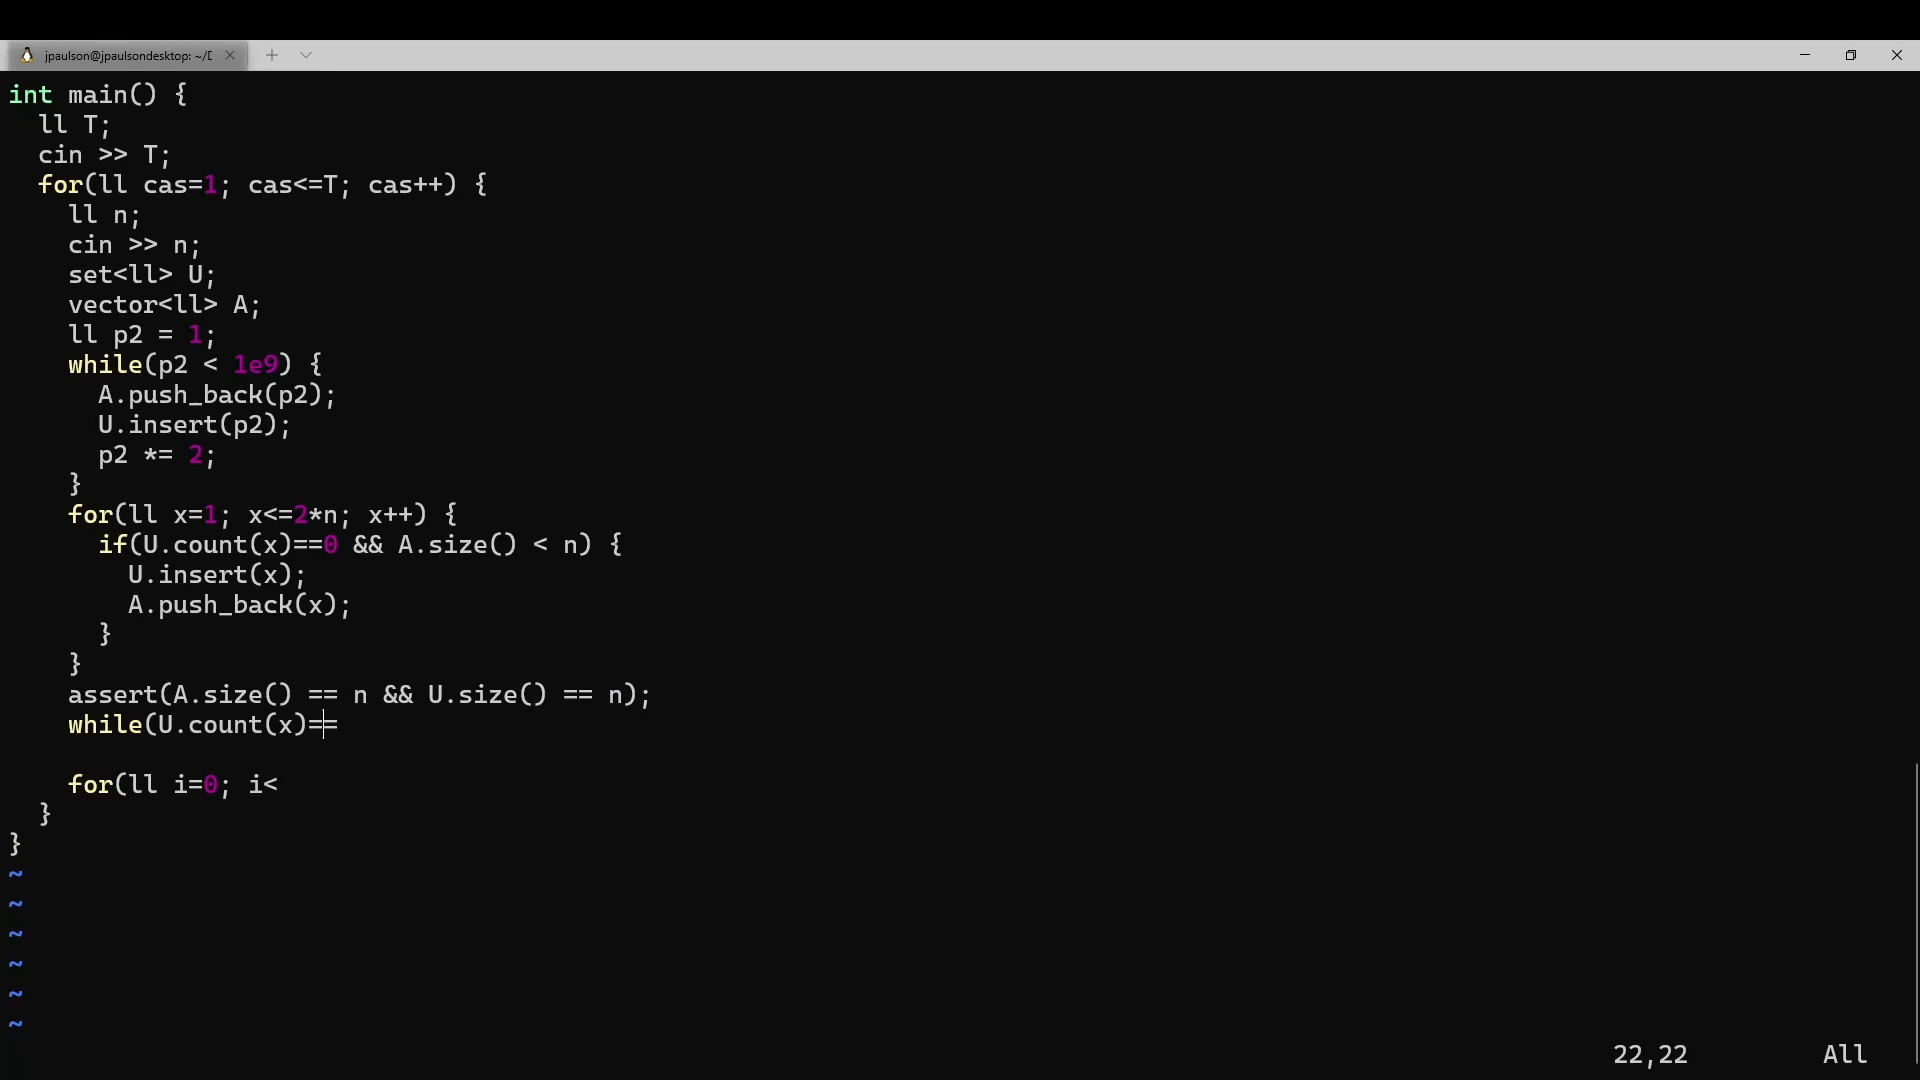 jpaulson@jpaulsondesktop: ~/[
int main() {
  ll T;
  cin >> T;
  for(ll cas=1; cas<=T; cas++) {
    ll n;
    cin >> n;
    set<ll> U;
    vector<ll> A;
    ll p2 = 1;
    while(p2 < 1e9) {
      A.push_back(p2);
      U.insert(p2);
      p2 *= 2;
    }
    for(ll x=1; x<=2*n; x++) {
      if(U.count(x)==0 && A.size() < n) {
        U.insert(x);
        A.push_back(x);
      }
    }
    assert(A.size() == n && U.size() == n);
    while(U.count(x)==
    for(ll i=0; i<
  }
}
~
~
~
~
~
~
22,22 All